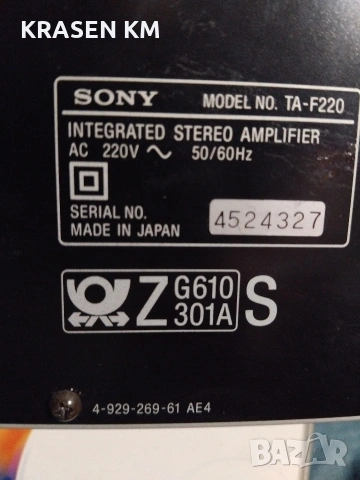 KRASEN KM
SONY MODEL NO. TA-F220
INTEGRATED STEREO AMPLIFIER
AC 220V ~ 50/60Hz
SERIAL NO. 4524327
MADE IN JAPAN
Z G610 S
301A
4-929-269-61 AE4
BAZAR